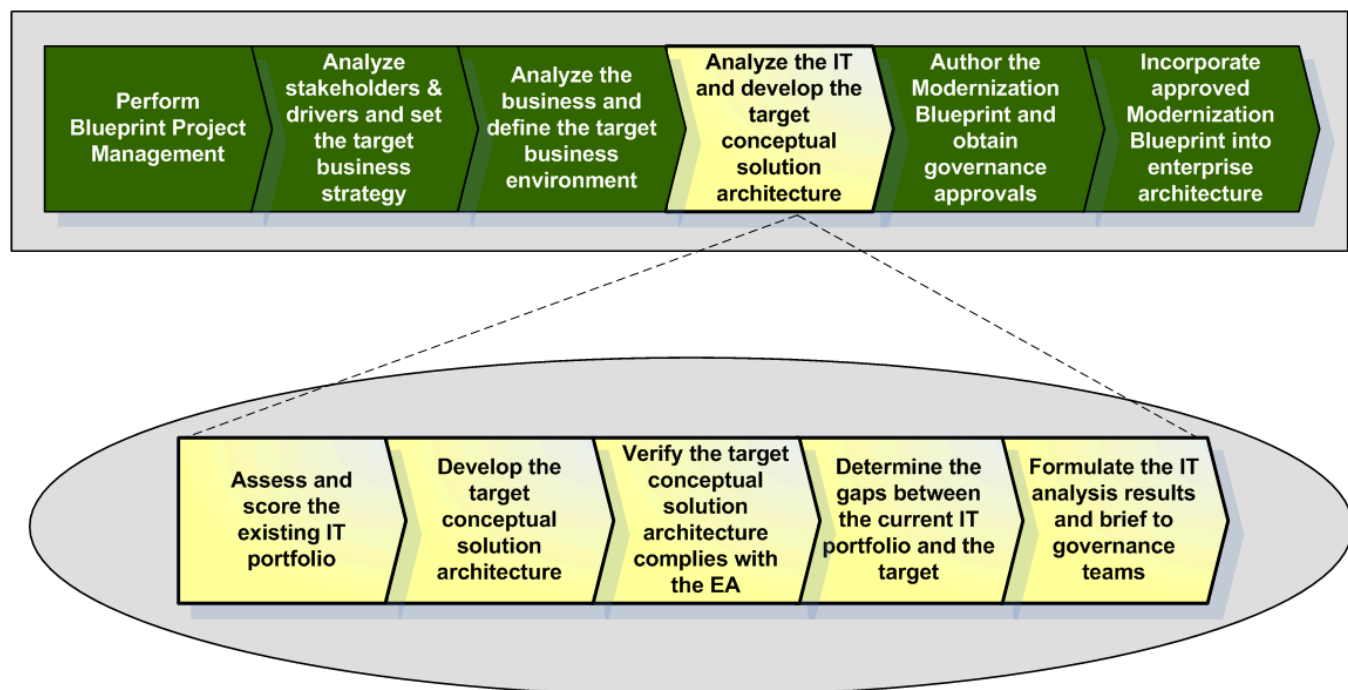 Perform
Blueprint Project
Management
Analyze
stakeholders &
drivers and set
the target
business
strategy
Analyze the
business and
define the target
business
environment
Analyze the IT
and develop the
target
conceptual
solution
architecture
Author the
Modernization
Blueprint and
obtain
governance
approvals
Incorporate
approved
Modernization
Blueprint into
enterprise
architecture
Assess and
score the
existing IT
portfolio
Develop the
target
conceptual
solution
architecture
Verify the target
conceptual
solution
architecture
complies with
the EA
Determine the
gaps between
the current IT
portfolio and the
target
Formulate the IT
analysis results
and brief to
governance
teams